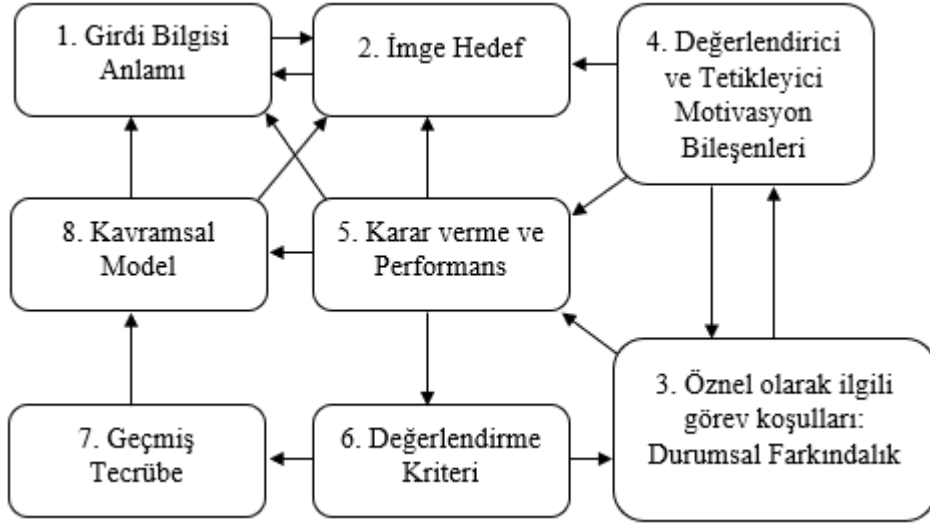 1. Girdi Bilgisi
Anlamı
2. İmge Hedef
4. Değerlendirici
ve Tetikleyici
Motivasyon
Bileşenleri
8. Kavramsal
Model
5. Karar verme ve
Performans
3. Öznel olarak ilgili
görev koşulları:
Durumsal Farkındalık
7. Geçmiş
Tecrübe
6. Değerlendirme
Kriteri